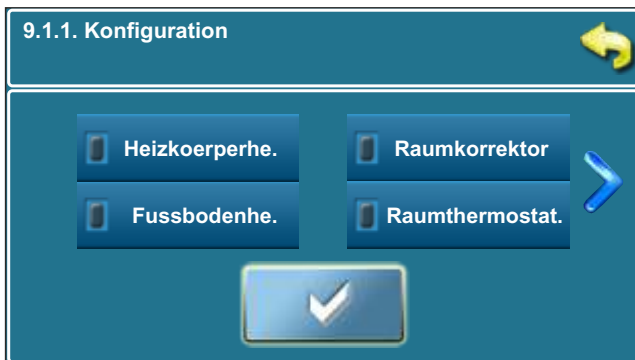 9.1.1. Konfiguration
Heizkoerperhe. Raumkorrektor
Fussbodenhe. Raumthermostat.